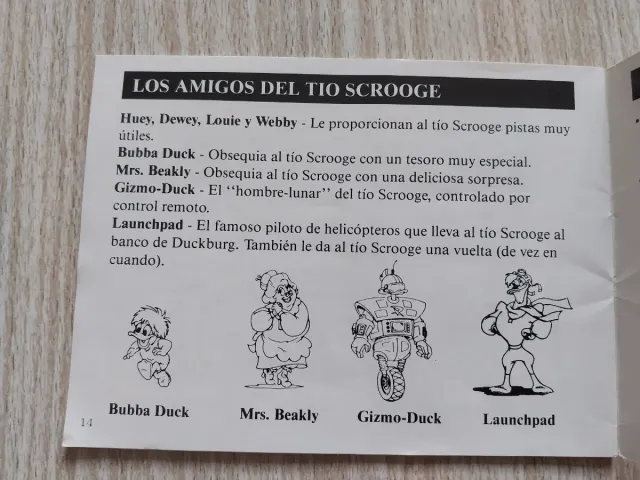 LOS AMIGOS DEL TIO SCROOGE
Huey, Dewey, Louie y Webby - Le proporcionan al tío Scrooge pistas muy
útiles.
Bubba Duck - Obsequia al tío Scrooge con un tesoro muy especial.
Mrs. Beakly - Obsequia al tío Scrooge con una deliciosa sorpresa.
Gizmo-Duck - El "hombre-lunar" del tío Scrooge, controlado por
control remoto.
Launchpad - El famoso piloto de helicópteros que lleva al tío Scrooge al
banco de Duckburg. También le da al tío Scrooge una vuelta (de vez en
cuando).
Bubba Duck
Mrs. Beakly
Gizmo-Duck
Launchpad
14